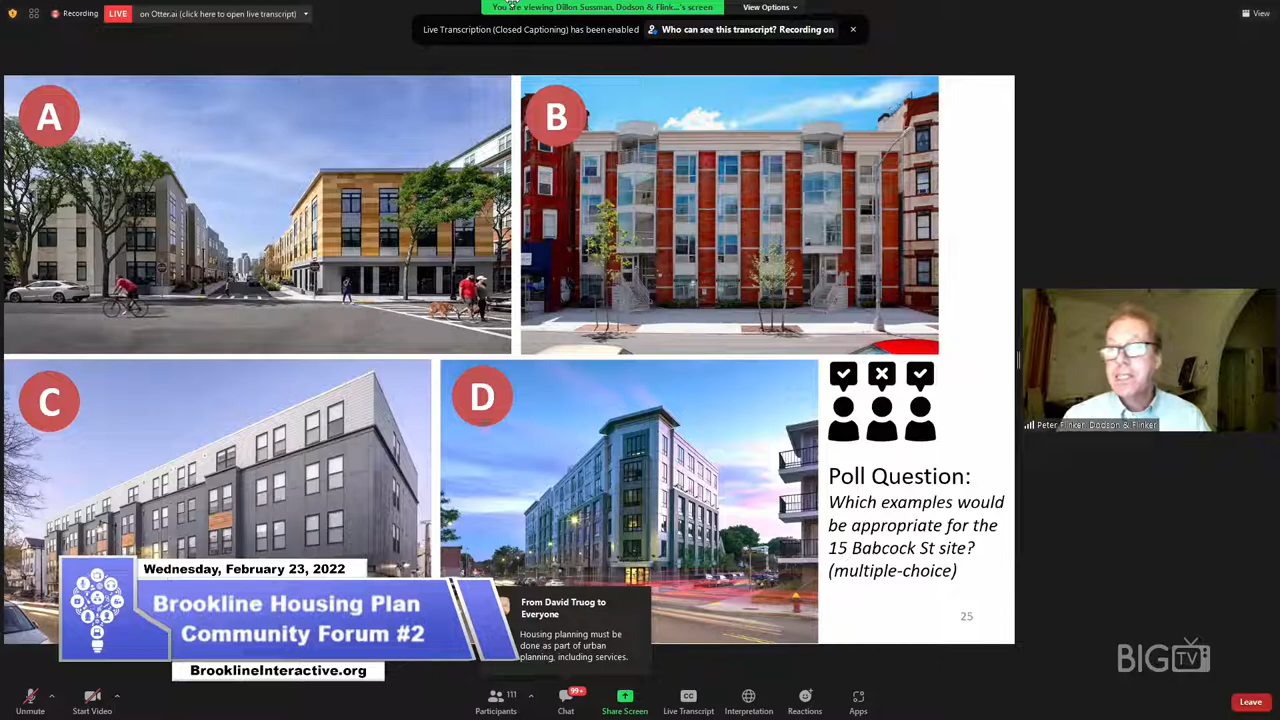 You are viewing Dillon Sussman, Dodson & Flink...'s screen
View Options
Recording
LIVE
on Otter.ai (click here to open live transcript)
View
Live Transcription (Closed Captioning) has been enabled
Who can see this transcript? Recording on
A
B
C
D
Peter Flinker, Dodson & Flinker
Poll Question:
Which examples would
be appropriate for the
15 Babcock St site?
(multiple-choice)
25
Wednesday, February 23, 2022
Brookline Housing Plan
Community Forum #2
BrooklineInteractive.org
From David Truog to
Everyone
Housing planning must be
done as part of urban
planning, including services.
BIG TV
Unmute
Start Video
Participants
111
Chat
99+
Share Screen
CC
Live Transcript
Interpretation
Reactions
Apps
Leave